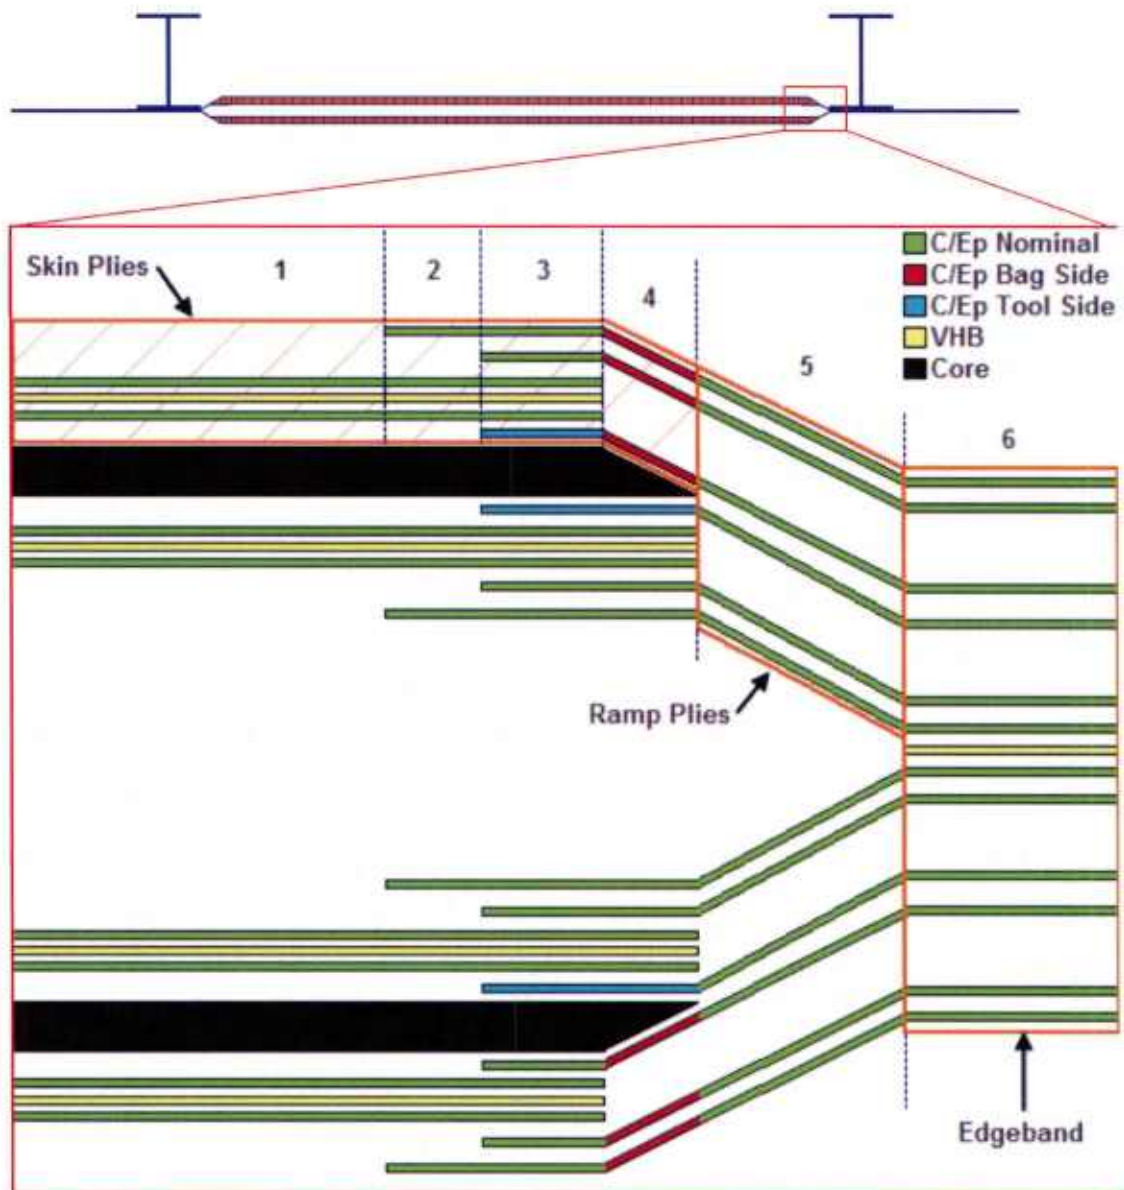 Skin Plies
1
2
3
4
5
6
C/Ep Nominal
C/Ep Bag Side
C/Ep Tool Side
VHB
Core
Ramp Plies
Edgeband